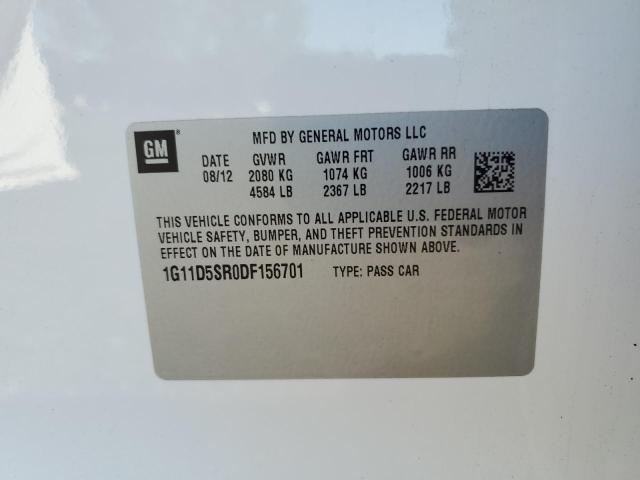 GM®
MFD BY GENERAL MOTORS LLC
DATE GVWR GAWR FRT GAWR RR
08/12 2080 KG 1074 KG 1006 KG
4584 LB 2367 LB 2217 LB
THIS VEHICLE CONFORMS TO ALL APPLICABLE U.S. FEDERAL MOTOR
VEHICLE SAFETY, BUMPER, AND THEFT PREVENTION STANDARDS IN
EFFECT ON THE DATE OF MANUFACTURE SHOWN ABOVE.
1G11D5SR0DF156701 TYPE: PASS CAR